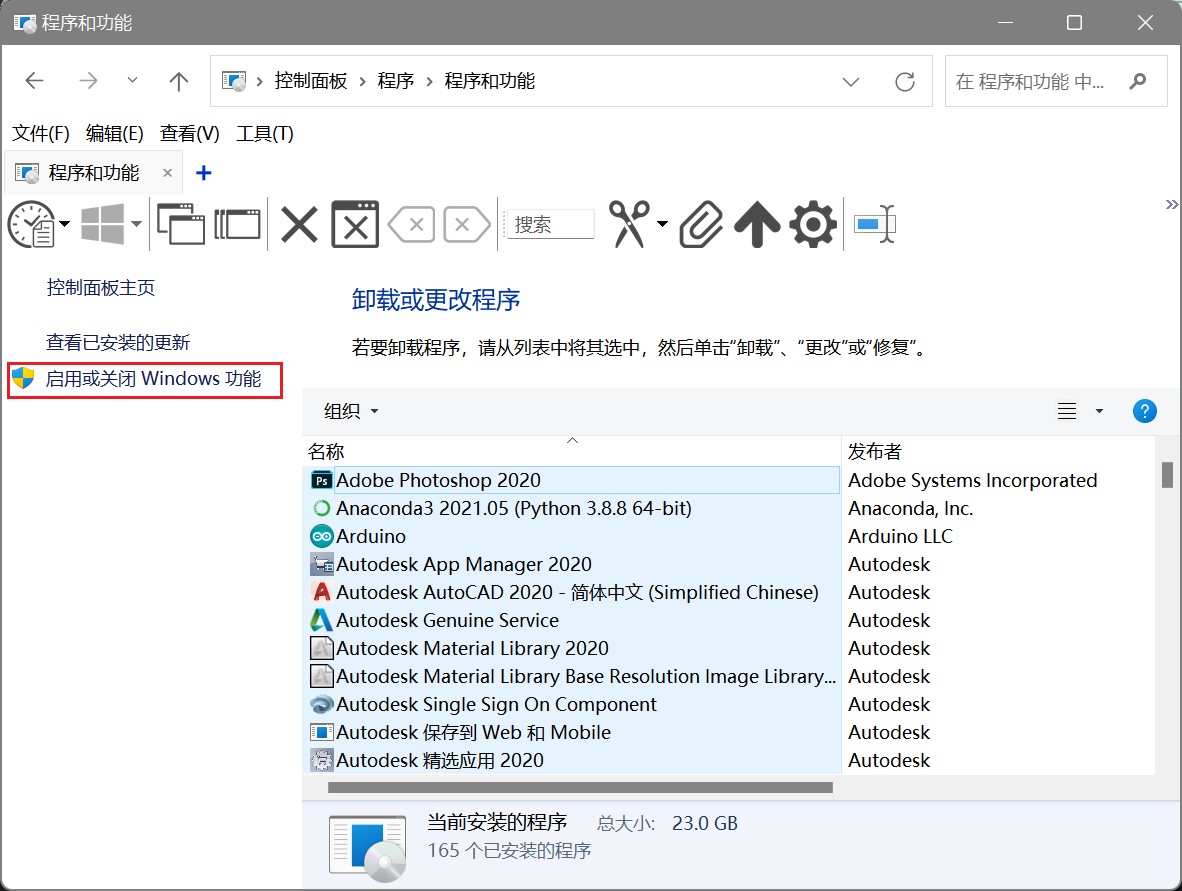 程序和功能
控制面板 程序 程序和功能
在 程序和功能 中...
文件(F) 编辑(E) 查看(V) 工具(T)
程序和功能
搜索
控制面板主页
查看已安装的更新
启用或关闭 Windows 功能
卸载或更改程序
若要卸载程序，请从列表中将其选中，然后单击“卸载”、“更改”或“修复”。
组织
名称 发布者
Ps Adobe Photoshop 2020 Adobe Systems Incorporated
Anaconda3 2021.05 (Python 3.8.8 64-bit) Anaconda, Inc.
Arduino Arduino LLC
Autodesk App Manager 2020 Autodesk
Autodesk AutoCAD 2020 - 简体中文 (Simplified Chinese) Autodesk
Autodesk Genuine Service Autodesk
Autodesk Material Library 2020 Autodesk
Autodesk Material Library Base Resolution Image Library... Autodesk
Autodesk Single Sign On Component Autodesk
Autodesk 保存到 Web 和 Mobile Autodesk
Autodesk 精选应用 2020 Autodesk
当前安装的程序 总大小: 23.0 GB
165 个已安装的程序